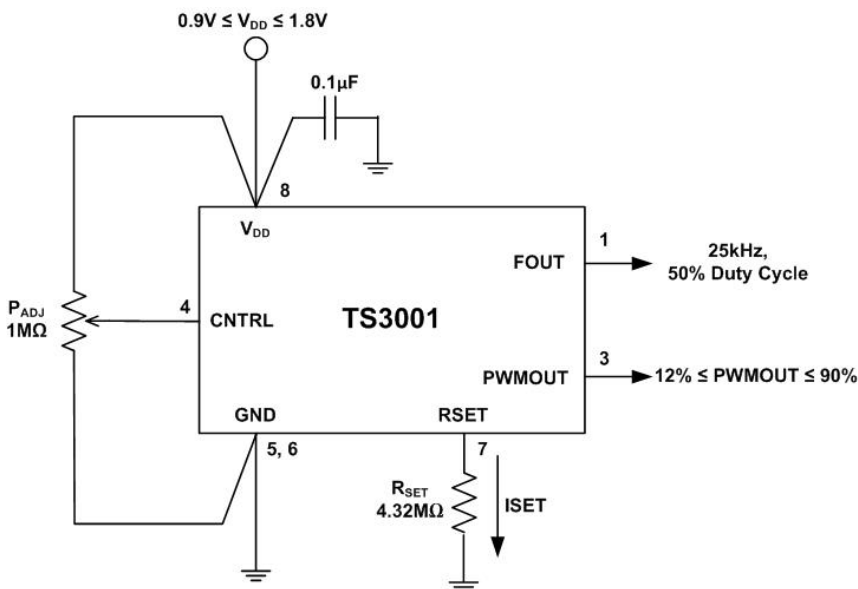 0.9V ≤ VDD ≤ 1.8V
0.1µF
8
VDD
1
FOUT
25kHz,
50% Duty Cycle
PADJ
1MΩ
4
CNTRL
TS3001
3
PWMOUT
12% ≤ PWMOUT ≤ 90%
GND
RSET
5, 6
7
RSET
4.32MΩ
ISET